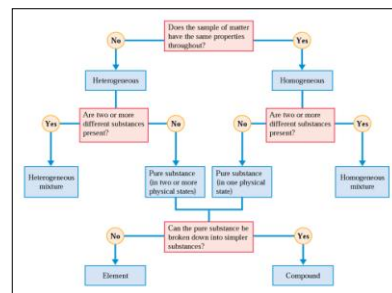 Does the sample of matter
have the same properties
throughout?
No
Yes
Heterogeneous
Homogeneous
Are two or more
different substances
present?
Are two or more
different substances
present?
Yes
No
No
Yes
Heterogeneous
mixture
Pure substance
(in two or more
physical states)
Pure substance
(in one physical
state)
Homogeneous
mixture
Can the pure substance be
broken down into simpler
substances?
No
Yes
Element
Compound